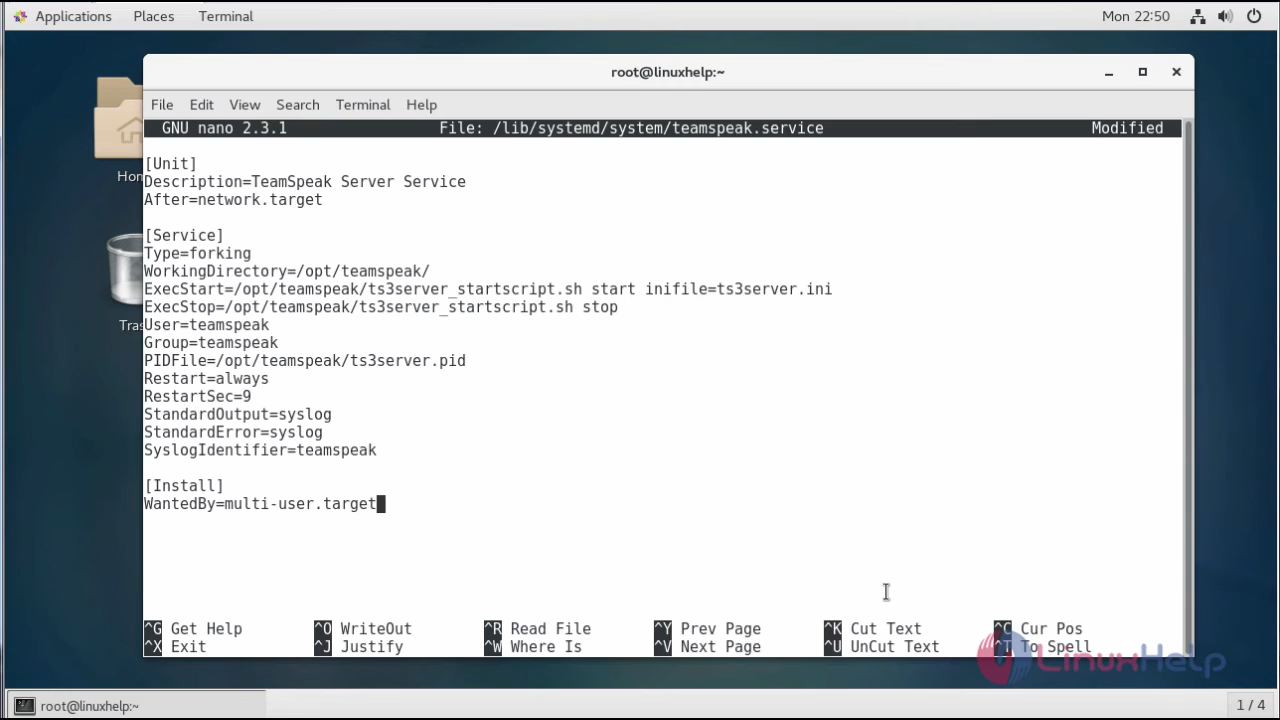 Applications Places Terminal Mon 22:50
root@linuxhelp:~
File Edit View Search Terminal Help
GNU nano 2.3.1 File: /lib/systemd/system/teamspeak.service Modified
[Unit]
Description=TeamSpeak Server Service
After=network.target
[Service]
Type=forking
WorkingDirectory=/opt/teamspeak/
ExecStart=/opt/teamspeak/ts3server_startscript.sh start inifile=ts3server.ini
ExecStop=/opt/teamspeak/ts3server_startscript.sh stop
User=teamspeak
Group=teamspeak
PIDFile=/opt/teamspeak/ts3server.pid
Restart=always
RestartSec=9
StandardOutput=syslog
StandardError=syslog
SyslogIdentifier=teamspeak
[Install]
WantedBy=multi-user.target
^G Get Help ^O WriteOut ^R Read File ^Y Prev Page ^K Cut Text ^C Cur Pos
^X Exit ^J Justify ^W Where Is ^V Next Page ^U UnCut Text ^T To Spell
LinuxHelp
Hom
Tras
root@linuxhelp:~ 1 / 4